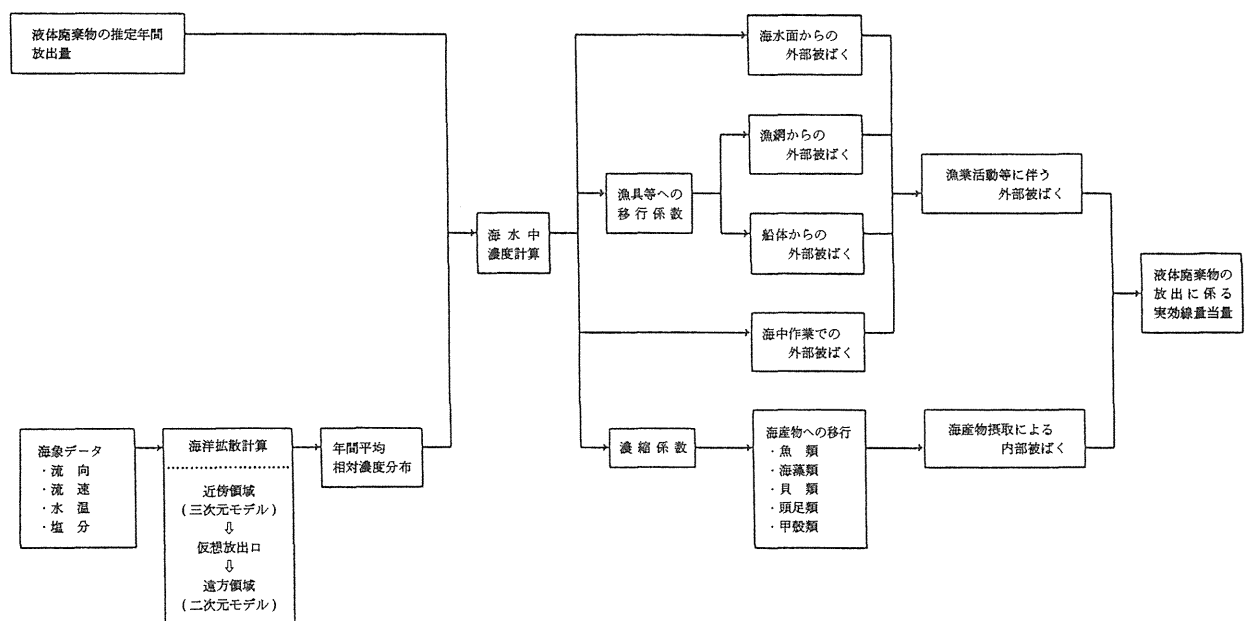 液体廃棄物の推定年間
放出量
海象データ
・流 向
・流 速
・水 温
・塩 分
海洋拡散計算
近傍領域
(三次元モデル)
⇩
仮想放出口
⇩
遠方領域
(二次元モデル)
年間平均
相対濃度分布
海 水 中
濃度計算
漁具等への
移行係数
濃 縮 係 数
海水面からの
外部被ばく
漁網からの
外部被ばく
船体からの
外部被ばく
海中作業での
外部被ばく
海産物への移行
・魚 類
・海藻類
・貝 類
・頭足類
・甲殻類
漁業活動等に伴う
外部被ばく
海産物摂取による
内部被ばく
液体廃棄物の
放出に係る
実効線量当量